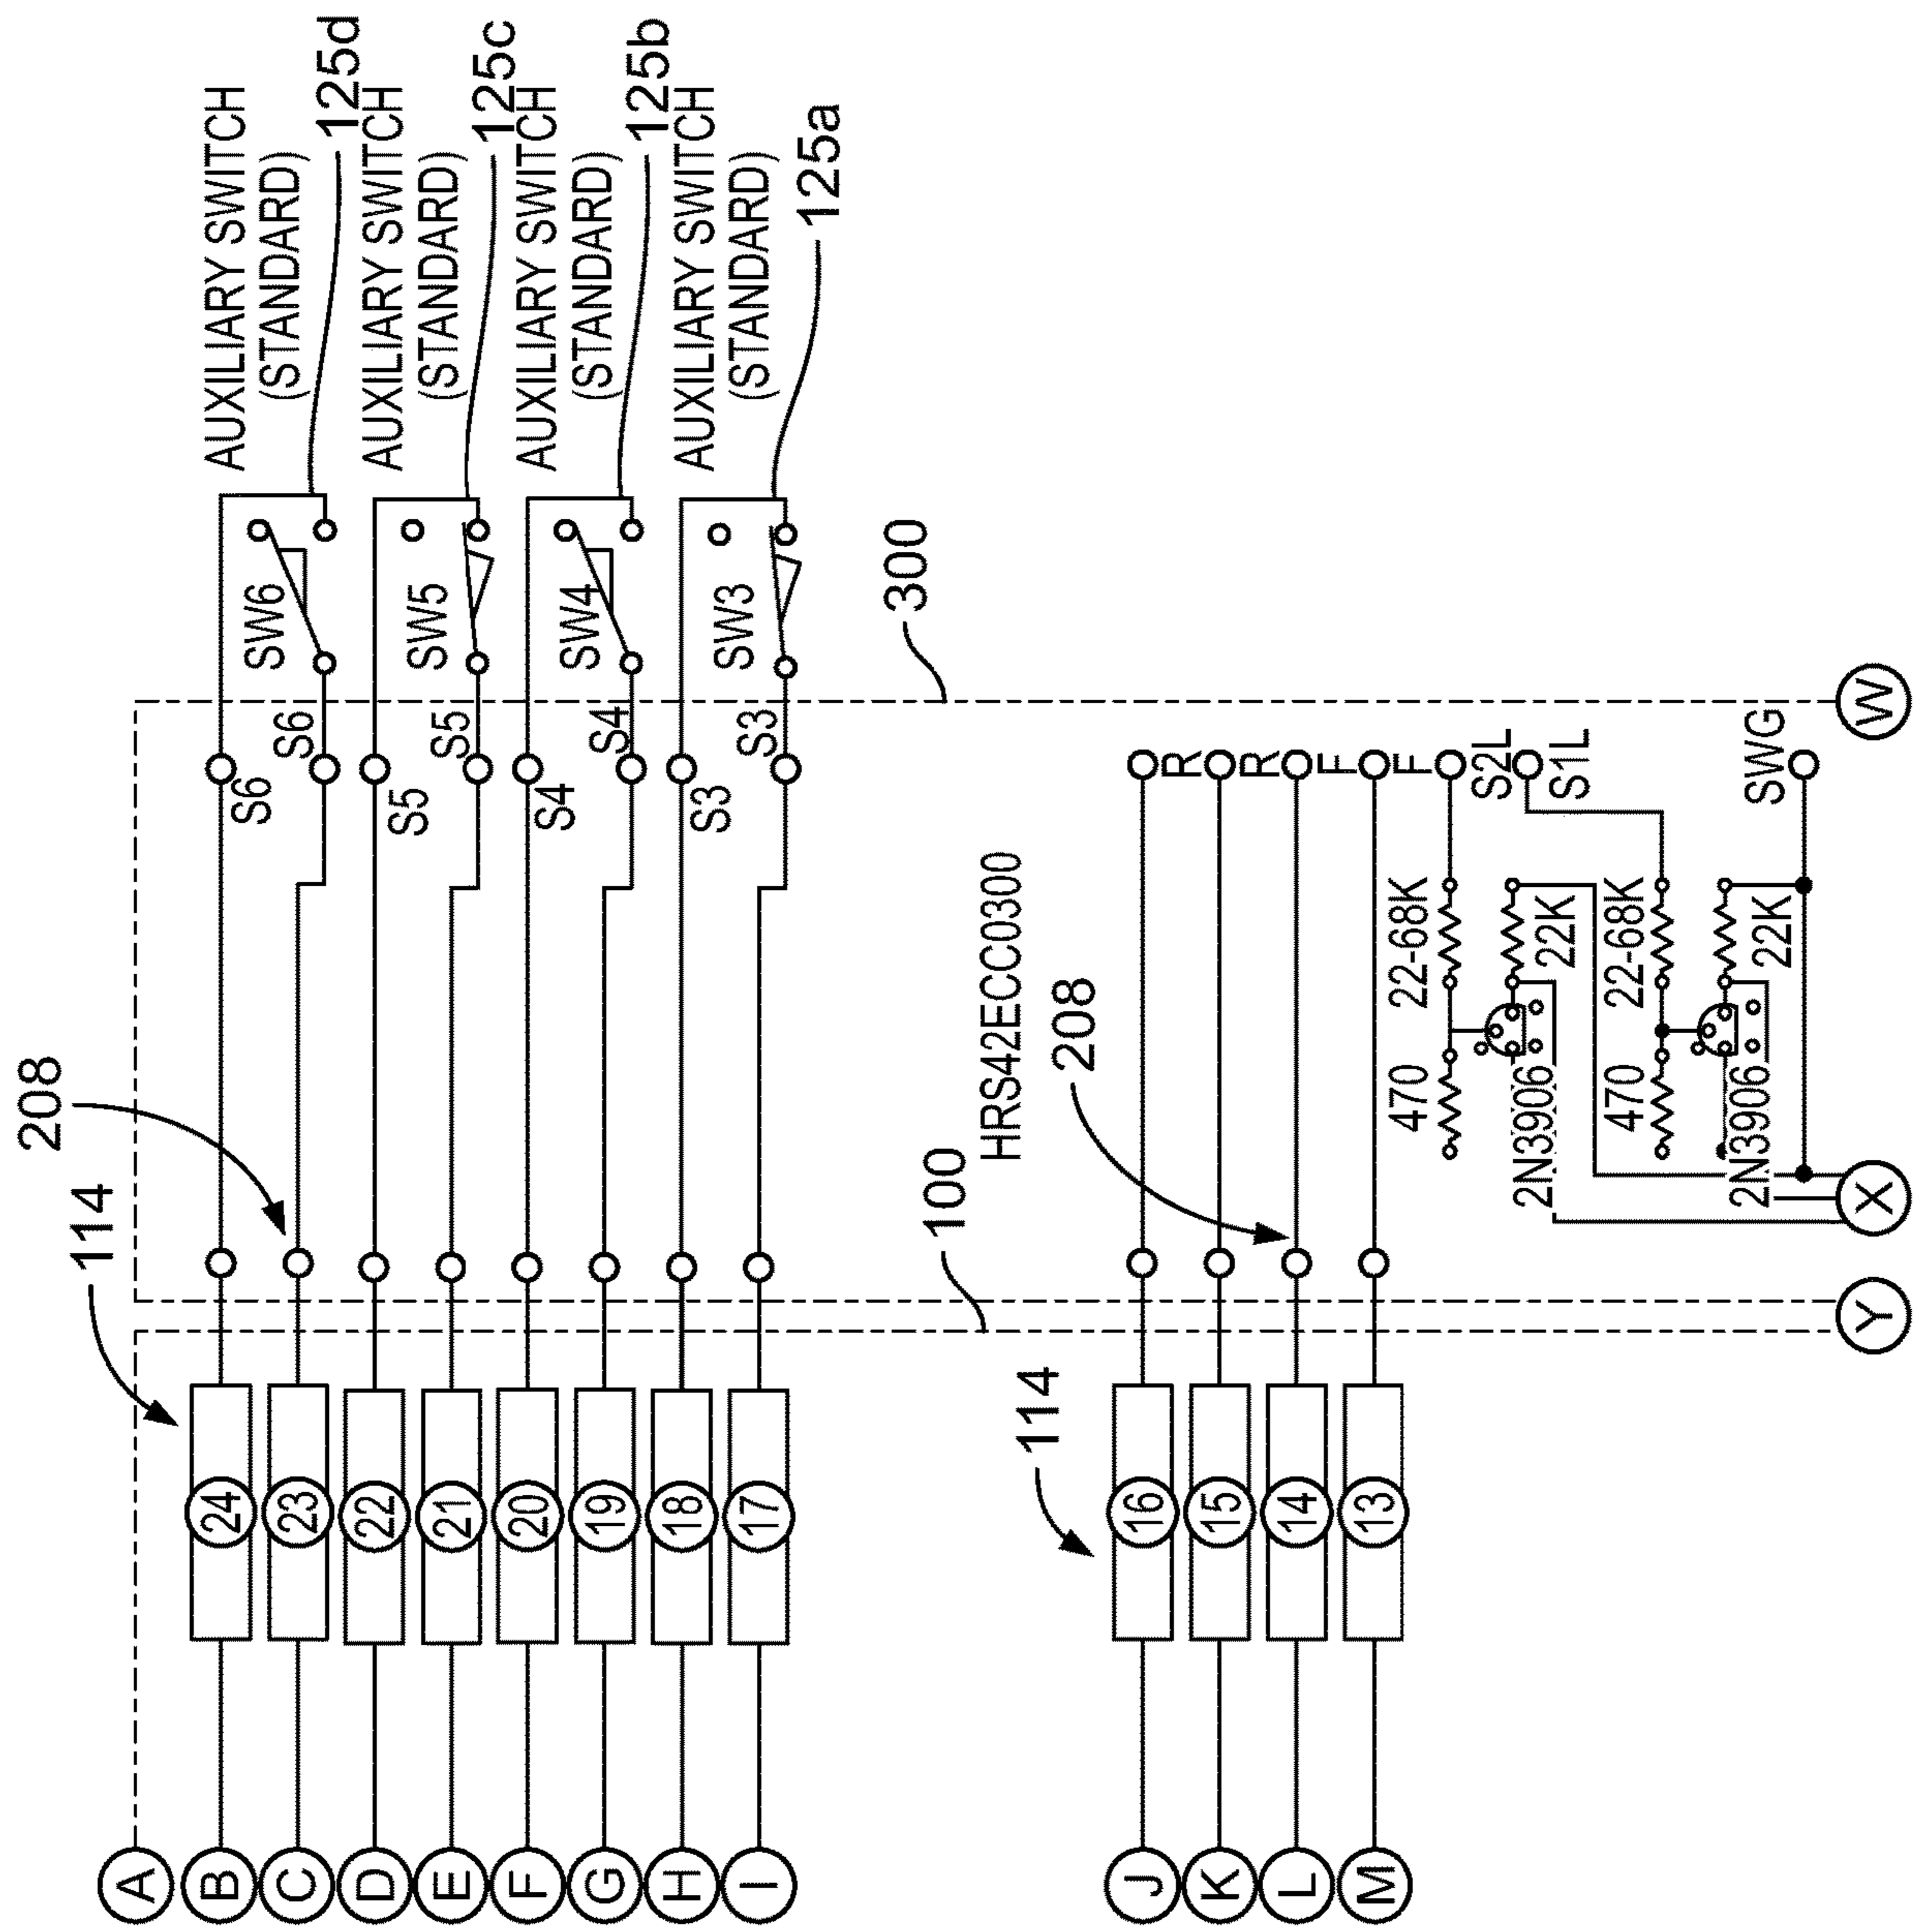 AUXILIARY SWITCH
(STANDARD)
125d
AUXILIARY SWITCH
(STANDARD)
125c
AUXILIARY SWITCH
(STANDARD)
125b
AUXILIARY SWITCH
(STANDARD)
125a
SW6
SW5
SW4
SW3
300
S6
S6
S5
S5
S4
S4
S3
S3
208
114
100
HRS42ECC0300
208
114
R
R
F
F
S2L
S1L
SWG
22-68K
22K
22-68K
22K
470
2N3906
470
2N3906
24
23
22
21
20
19
18
17
16
15
14
13
A
B
C
D
E
F
G
H
I
J
K
L
M
W
X
Y